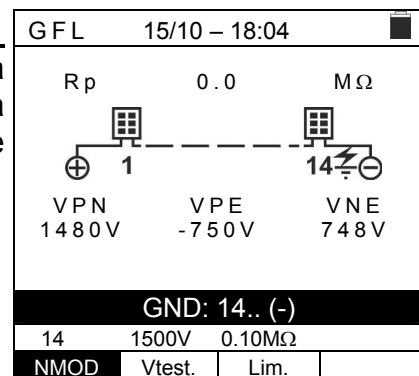 GFL 15/10 – 18:04
Rp 0.0 MΩ
1 14
VPN VPE VNE
1480V -750V 748V
GND: 14.. (-)
14 1500V 0.10MΩ
NMOD Vtest. Lim.